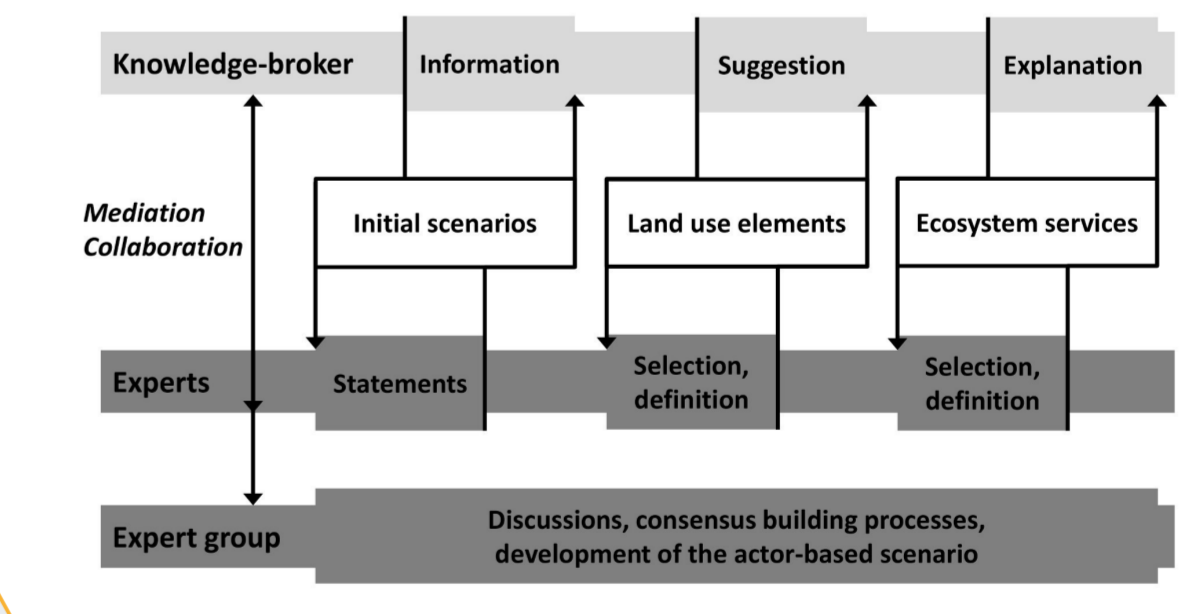 Knowledge-broker
Information
Suggestion
Explanation
Mediation
Collaboration
Initial scenarios
Land use elements
Ecosystem services
Experts
Statements
Selection,
definition
Selection,
definition
Expert group
Discussions, consensus building processes,
development of the actor-based scenario